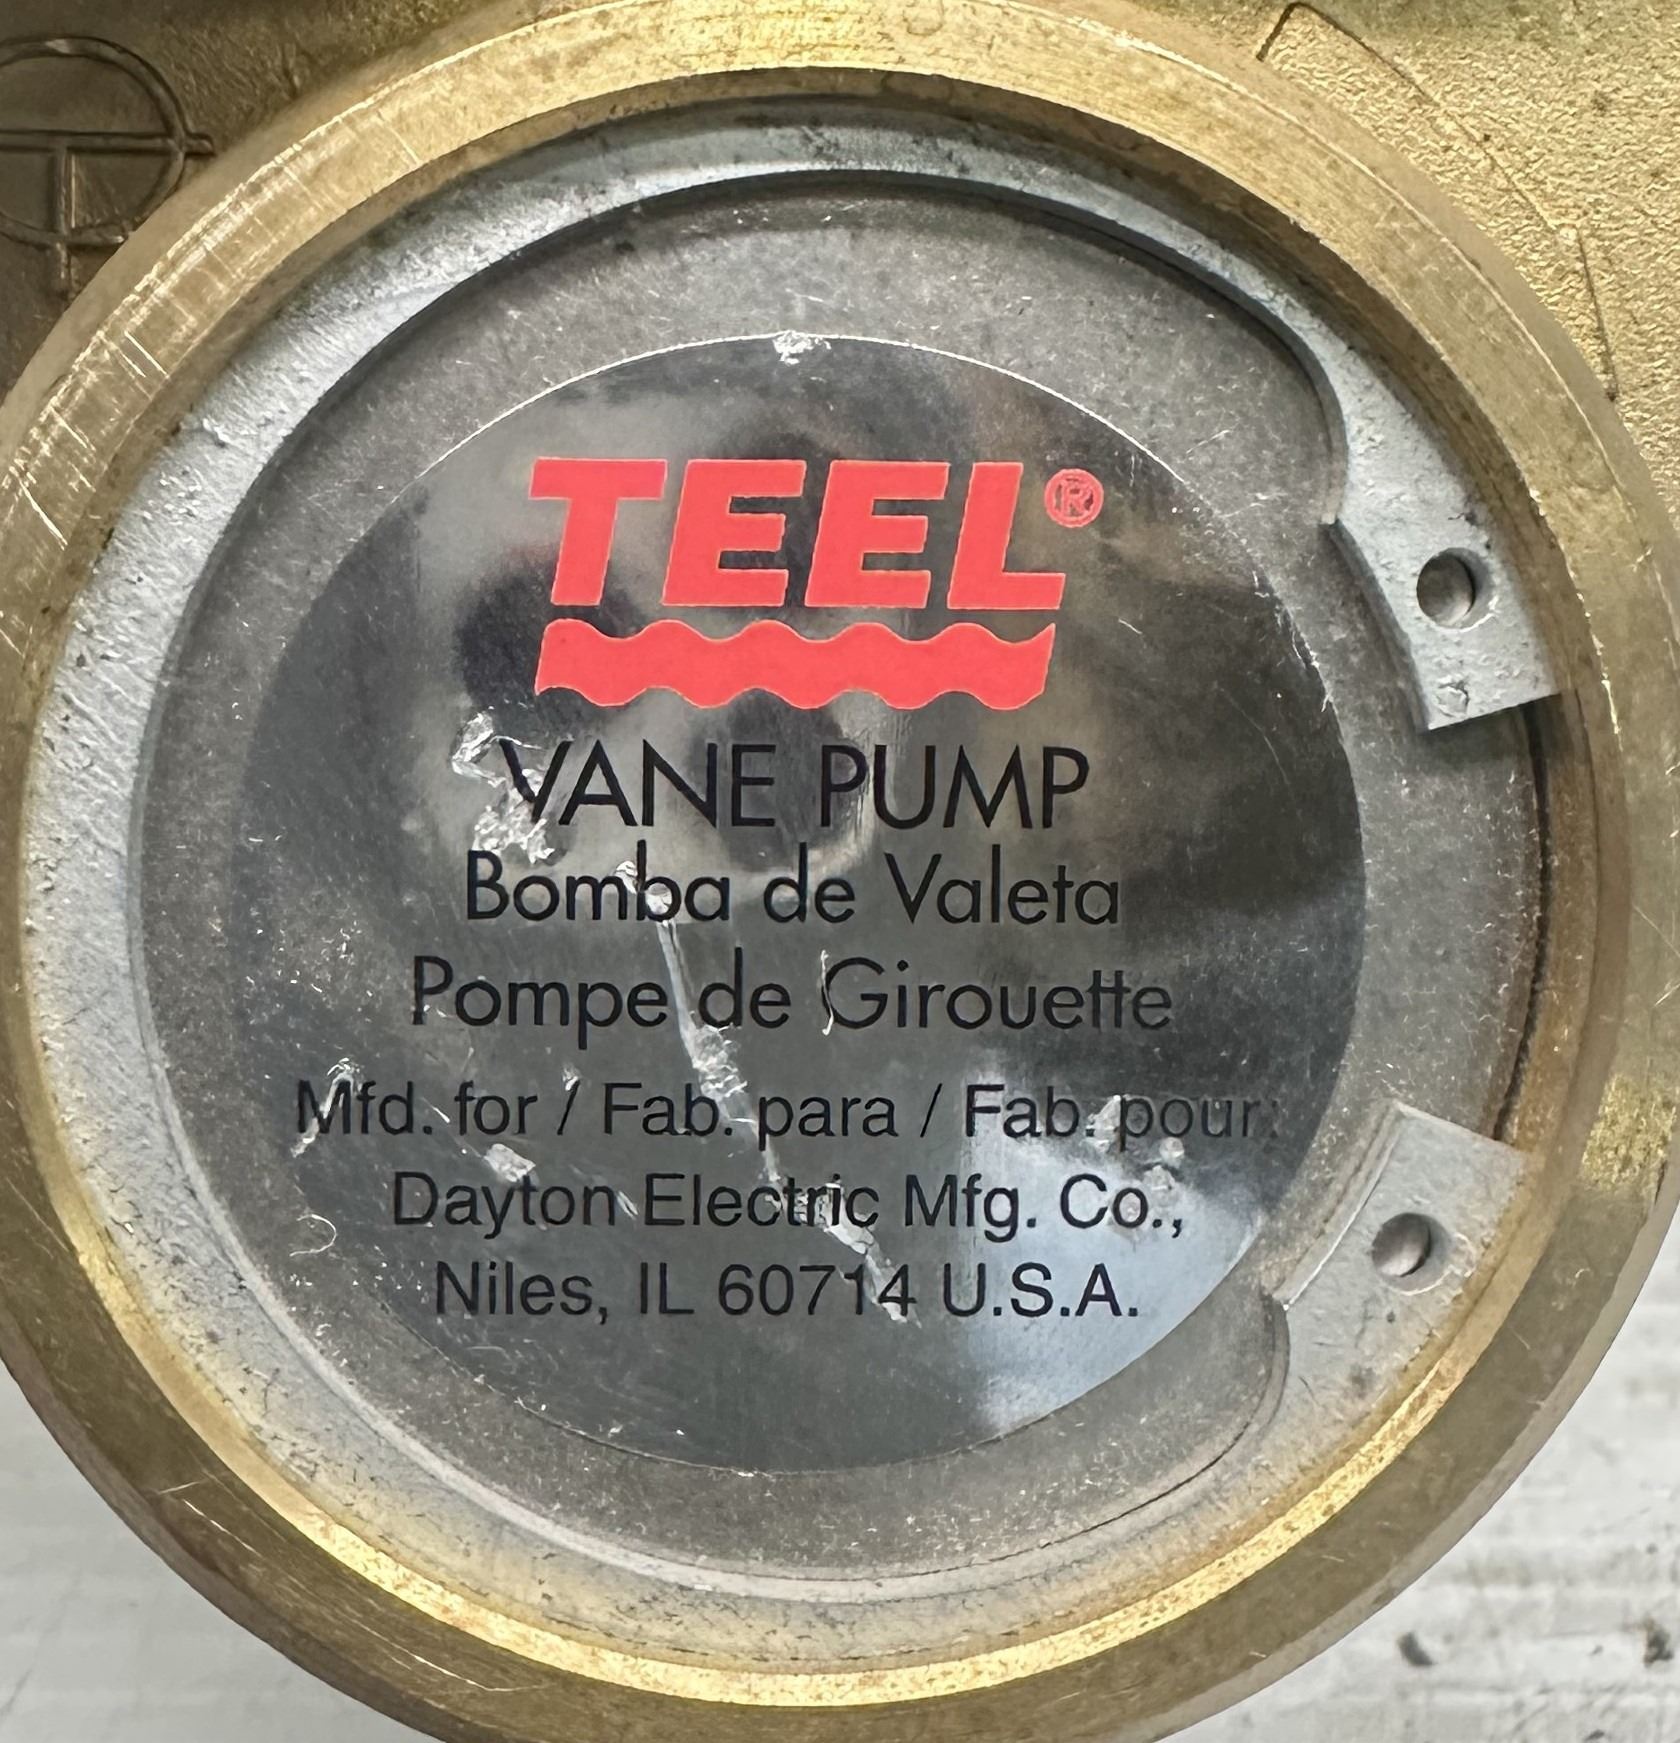 TEEL®
VANE PUMP
Bomba de Valeta
Pompe de Girouette
Mfd. for / Fab. para / Fab. pour:
Dayton Electric Mfg. Co.,
Niles, IL 60714 U.S.A.